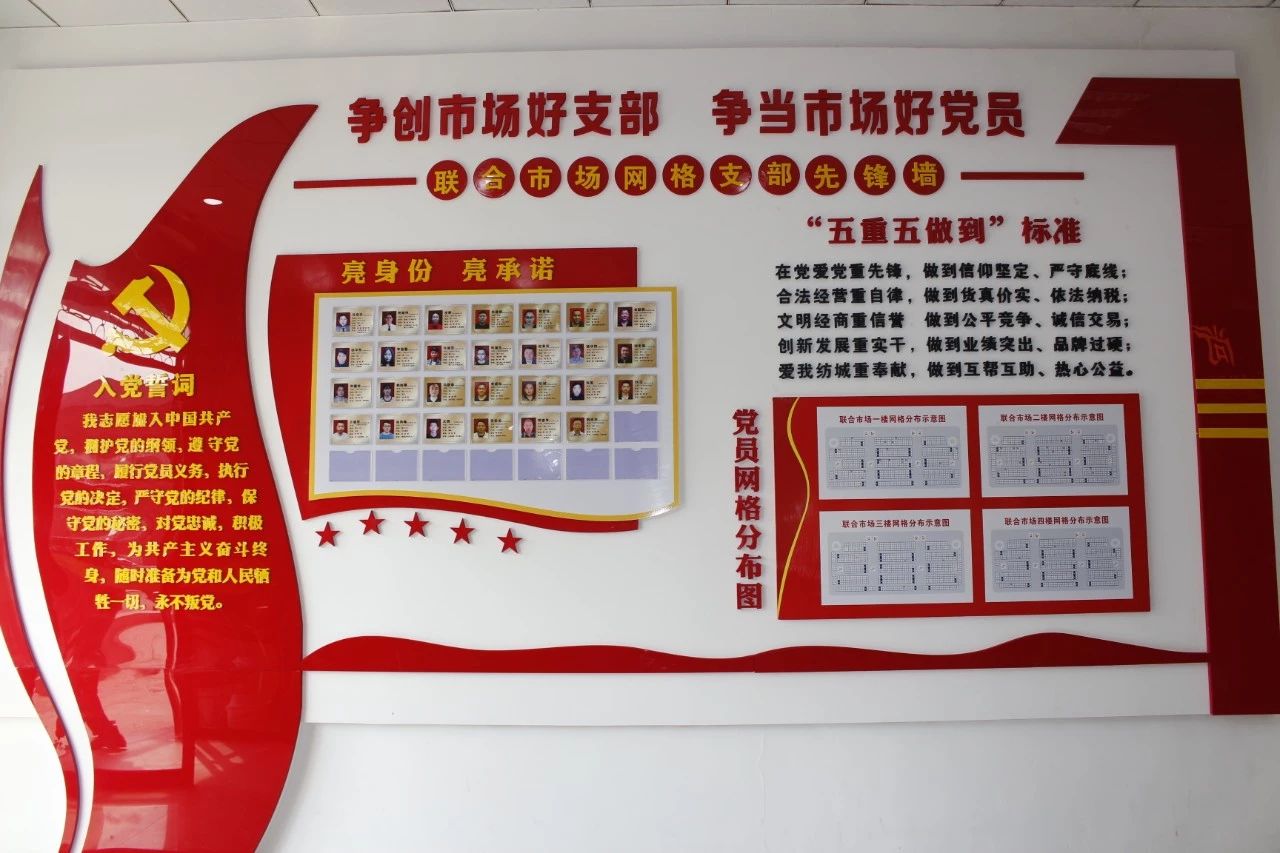 争创市场好支部 争当市场好党员
联合市场网格支部先锋墙
入党誓词
我志愿加入中国共产
党，拥护党的纲领，遵守党
的章程，履行党员义务，执行
党的决定，严守党的纪律，保
守党的秘密，对党忠诚，积极
工作，为共产主义奋斗终
身，随时准备为党和人民牺
牲一切，永不叛党。
亮身份 亮承诺
“五重五做到”标准
在党爱党重先锋，做到信仰坚定、严守底线；
合法经营重自律，做到货真价实、依法纳税；
文明经商重信誉 做到公平竞争、诚信交易；
创新发展重实干，做到业绩突出、品牌过硬；
爱我纺城重奉献，做到互帮互助、热心公益。
党员网格分布图
联合市场一楼网格分布示意图
联合市场二楼网格分布示意图
联合市场三楼网格分布示意图
联合市场四楼网格分布示意图